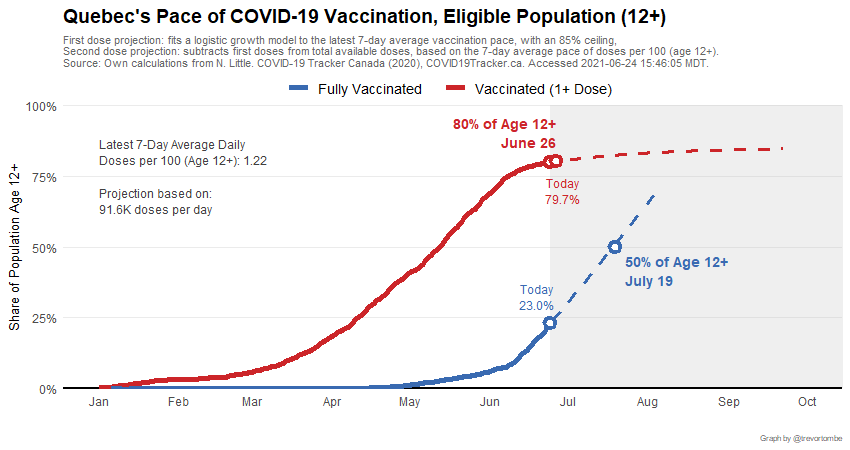 Quebec's Pace of COVID-19 Vaccination, Eligible Population (12+)
First dose projection: fits a logistic growth model to the latest 7-day average vaccination pace, with an 85% ceiling,
Second dose projection: subtracts first doses from total available doses, based on the 7-day average pace of doses per 100 (age 12+).
Source: Own calculations from N. Little. COVID-19 Tracker Canada (2020), COVID19Tracker.ca. Accessed 2021-06-24 15:46:05 MDT.
Fully Vaccinated
Vaccinated (1+ Dose)
Share of Population Age 12+
100%
75%
50%
25%
0%
Latest 7-Day Average Daily
Doses per 100 (Age 12+): 1.22
Projection based on:
91.6K doses per day
80% of Age 12+
June 26
Today
79.7%
50% of Age 12+
July 19
Today
23.0%
Jan
Feb
Mar
Apr
May
Jun
Jul
Aug
Sep
Oct
Graph by @trevortombe